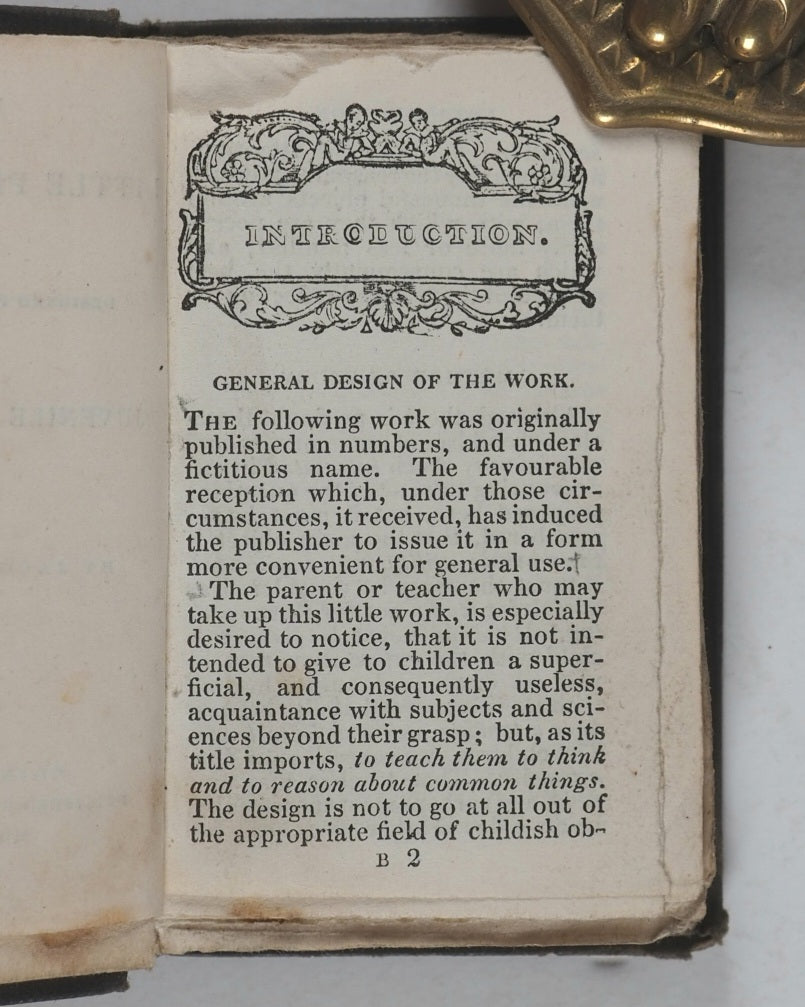 INTRODUCTION.
GENERAL DESIGN OF THE WORK.
THE following work was originally
published in numbers, and under a
fictitious name. The favourable
reception which, under those cir-
cumstances, it received, has induced
the publisher to issue it in a form
more convenient for general use.
The parent or teacher who may
take up this little work, is especially
desired to notice, that it is not in-
tended to give to children a super-
ficial, and consequently useless,
acquaintance with subjects and sci-
ences beyond their grasp; but, as its
title imports, to teach them to think
and to reason about common things.
The design is not to go at all out of
the appropriate field of childish ob-
B 2